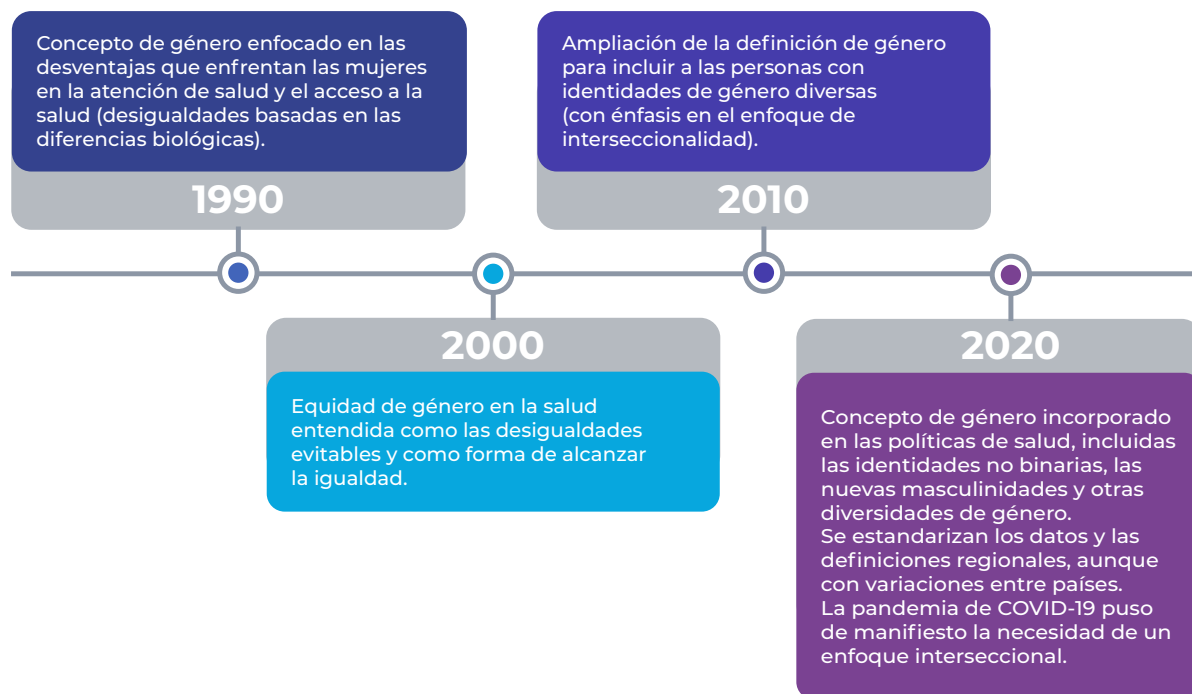 Concepto de género enfocado en las
desventajas que enfrentan las mujeres
en la atención de salud y el acceso a la
salud (desigualdades basadas en las
diferencias biológicas).
1990
2000
Equidad de género en la salud
entendida como las desigualdades
evitables y como forma de alcanzar
la igualdad.
Ampliación de la definición de género
para incluir a las personas con
identidades de género diversas
(con énfasis en el enfoque de
interseccionalidad).
2010
2020
Concepto de género incorporado
en las políticas de salud, incluidas
las identidades no binarias, las
nuevas masculinidades y otras
diversidades de género.
Se estandarizan los datos y las
definiciones regionales, aunque
con variaciones entre países.
La pandemia de COVID-19 puso
de manifiesto la necesidad de un
enfoque interseccional.